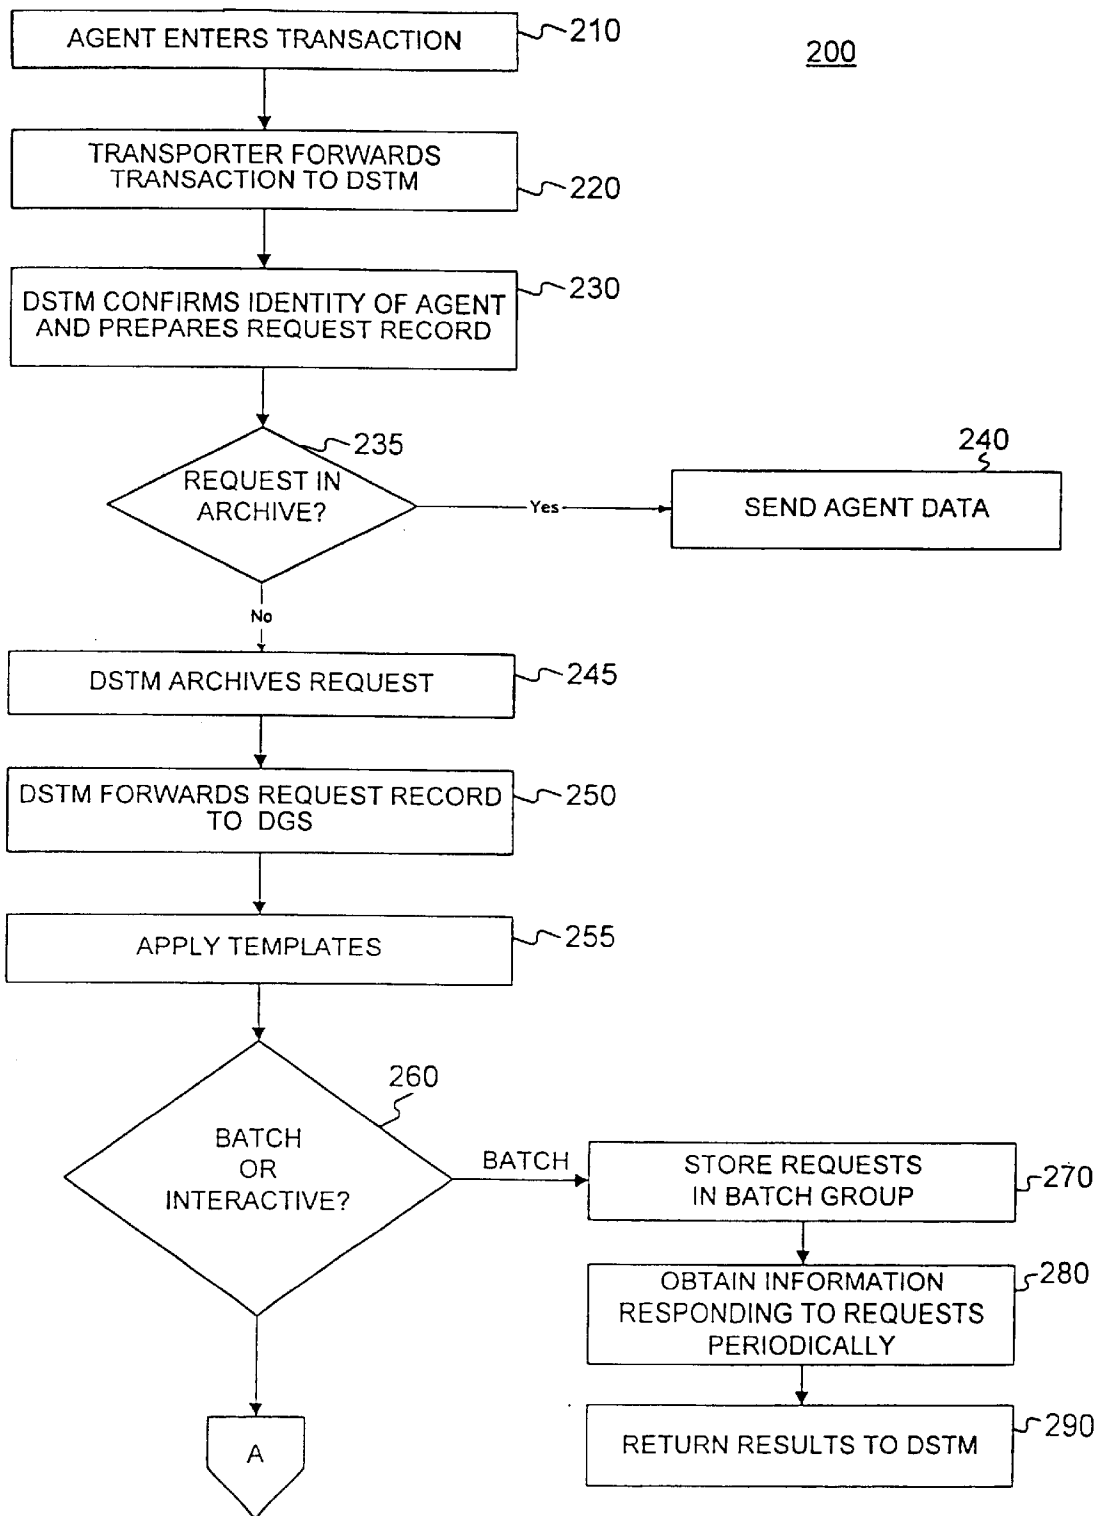 AGENT ENTERS TRANSACTION
210
200
TRANSPORTER FORWARDS
TRANSACTION TO DSTM
220
DSTM CONFIRMS IDENTITY OF AGENT
AND PREPARES REQUEST RECORD
230
235
REQUEST IN
ARCHIVE?
Yes
240
SEND AGENT DATA
No
DSTM ARCHIVES REQUEST
245
DSTM FORWARDS REQUEST RECORD
TO DGS
250
APPLY TEMPLATES
255
260
BATCH
OR
INTERACTIVE?
BATCH
STORE REQUESTS
IN BATCH GROUP
270
OBTAIN INFORMATION
RESPONDING TO REQUESTS
PERIODICALLY
280
RETURN RESULTS TO DSTM
290
A